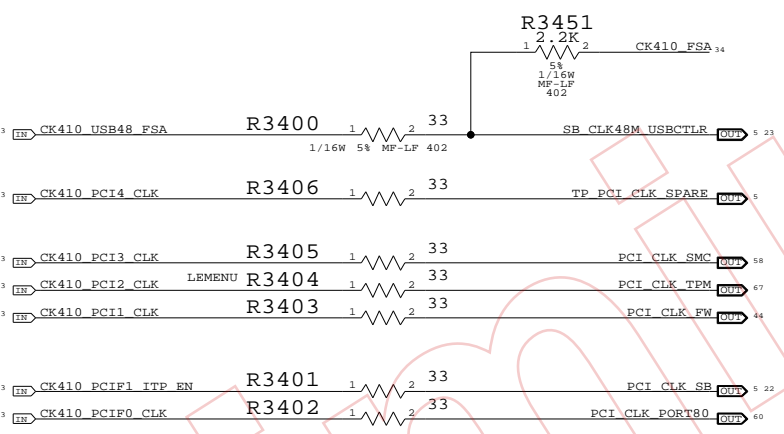 R3451
2.2K
1 2 CK410_FSA 34
5%
1/16W
MF-LF
402
3 IN CK410_USB48_FSA R3400 1 2 33 SB_CLK48M_USBCTLR OUT 5 23
1/16W 5% MF-LF 402
3 IN CK410_PCI4_CLK R3406 1 2 33 TP_PCI_CLK_SPARE OUT 5
3 IN CK410_PCI3_CLK R3405 1 2 33 PCI_CLK_SMC OUT 58
3 IN CK410_PCI2_CLK LEMENU R3404 1 2 33 PCI_CLK_TPM OUT 67
3 IN CK410_PCI1_CLK R3403 1 2 33 PCI_CLK_FW OUT 44
3 IN CK410_PCIF1_ITP_EN R3401 1 2 33 PCI_CLK_SB OUT 5 22
3 IN CK410_PCIF0_CLK R3402 1 2 33 PCI_CLK_PORT80 OUT 60